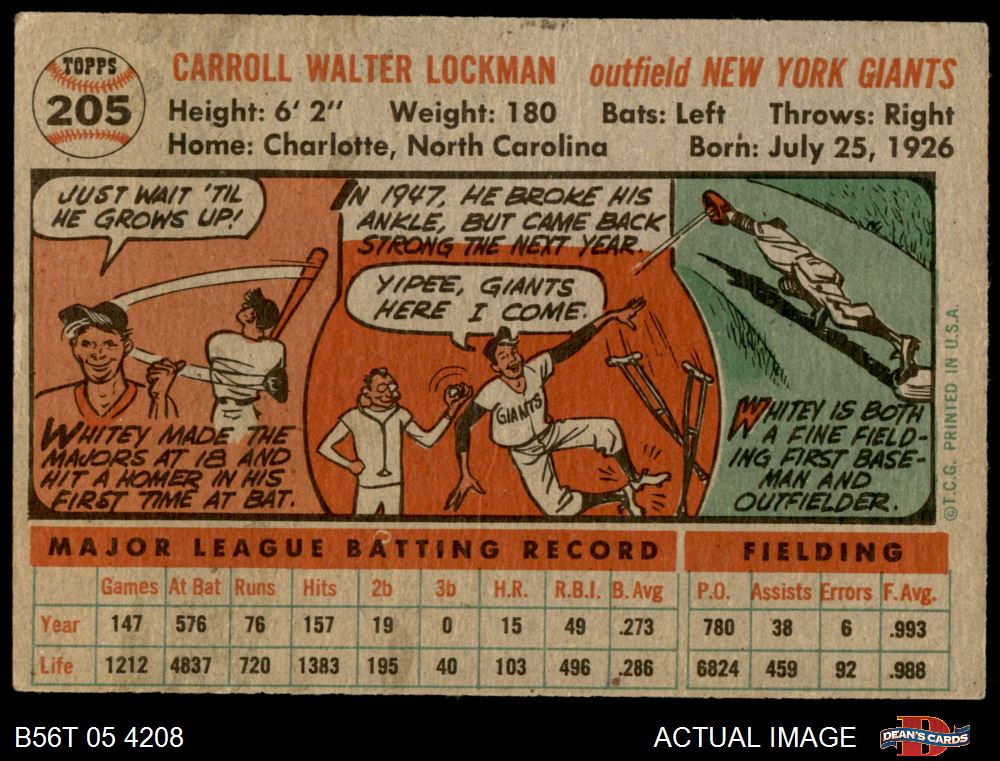 TOPPS
205
CARROLL WALTER LOCKMAN outfield NEW YORK GIANTS
Height: 6' 2" Weight: 180 Bats: Left Throws: Right
Home: Charlotte, North Carolina Born: July 25, 1926
JUST WAIT 'TIL
HE GROWS UP!
WHITEY MADE THE
MAJORS AT 18 AND
HIT A HOMER IN HIS
FIRST TIME AT BAT.
IN 1947, HE BROKE HIS
ANKLE, BUT CAME BACK
STRONG THE NEXT YEAR.
YIPEE, GIANTS
HERE I COME.
GIANTS
WHITEY IS BOTH
A FINE FIELD-
ING FIRST BASE-
MAN AND
OUTFIELDER.
©T.C.G. PRINTED IN U.S.A.
MAJOR LEAGUE BATTING RECORD FIELDING
Games At Bat Runs Hits 2b 3b H.R. R.B.I. B. Avg P.O. Assists Errors F. Avg.
Year 147 576 76 157 19 0 15 49 .273 780 38 6 .993
Life 1212 4837 720 1383 195 40 103 496 .286 6824 459 92 .988
B56T 05 4208 ACTUAL IMAGE
D
DEAN'S CARDS